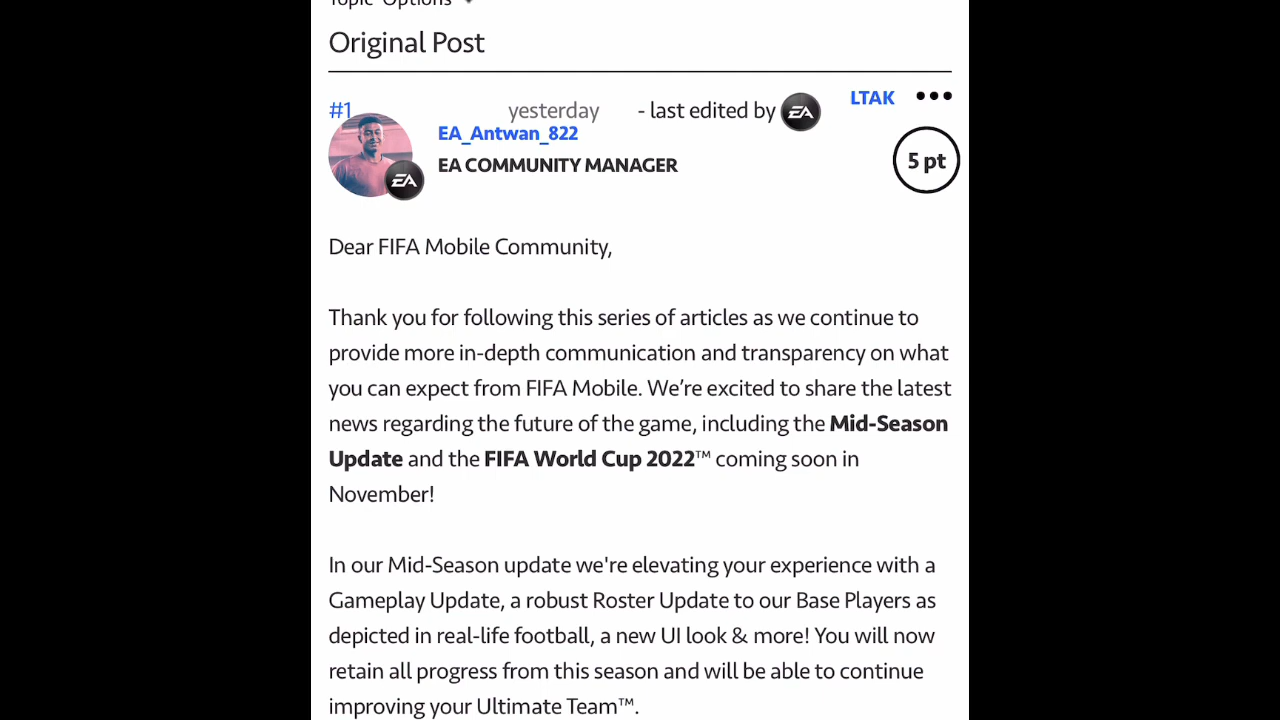 Topic Options
Original Post
#1 yesterday - last edited by EA LTAK
EA_Antwan_822
EA COMMUNITY MANAGER
EA
5 pt
Dear FIFA Mobile Community,
Thank you for following this series of articles as we continue to
provide more in-depth communication and transparency on what
you can expect from FIFA Mobile. We’re excited to share the latest
news regarding the future of the game, including the Mid-Season
Update and the FIFA World Cup 2022™ coming soon in
November!
In our Mid-Season update we're elevating your experience with a
Gameplay Update, a robust Roster Update to our Base Players as
depicted in real-life football, a new UI look & more! You will now
retain all progress from this season and will be able to continue
improving your Ultimate Team™.